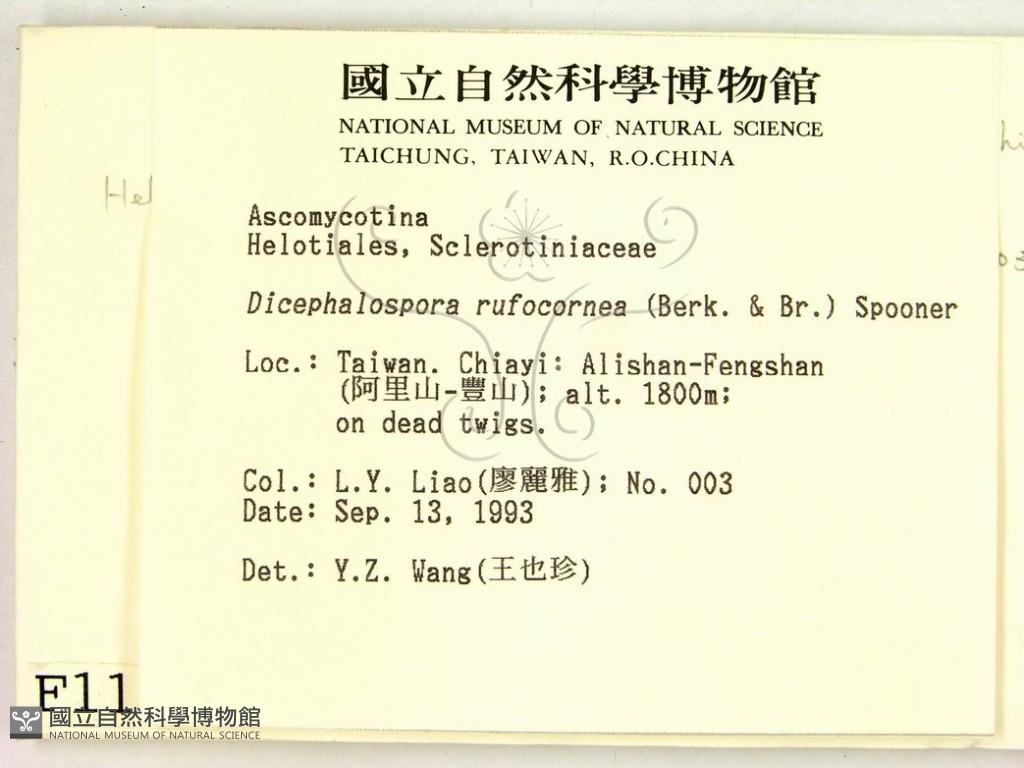 國立自然科學博物館
NATIONAL MUSEUM OF NATURAL SCIENCE
TAICHUNG, TAIWAN, R.O.CHINA
Hel
Ascomycotina
Helotiales, Sclerotiniaceae
Dicephalospora rufocornea (Berk. & Br.) Spooner
Loc.: Taiwan. Chiayi: Alishan-Fengshan
(阿里山-豐山); alt. 1800m;
on dead twigs.
Col.: L.Y. Liao(廖麗雅); No. 003
Date: Sep. 13, 1993
Det.: Y.Z. Wang(王也珍)
F11
國立自然科學博物館
NATIONAL MUSEUM OF NATURAL SCIENCE